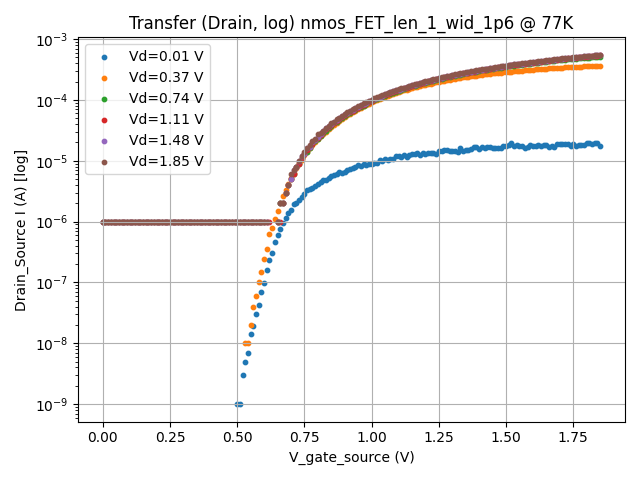 Transfer (Drain, log) nmos_FET_len_1_wid_1p6 @ 77K
Drain_Source I (A) [log]
10^-3
10^-4
10^-5
10^-6
10^-7
10^-8
10^-9
Vd=0.01 V
Vd=0.37 V
Vd=0.74 V
Vd=1.11 V
Vd=1.48 V
Vd=1.85 V
0.00 0.25 0.50 0.75 1.00 1.25 1.50 1.75
V_gate_source (V)